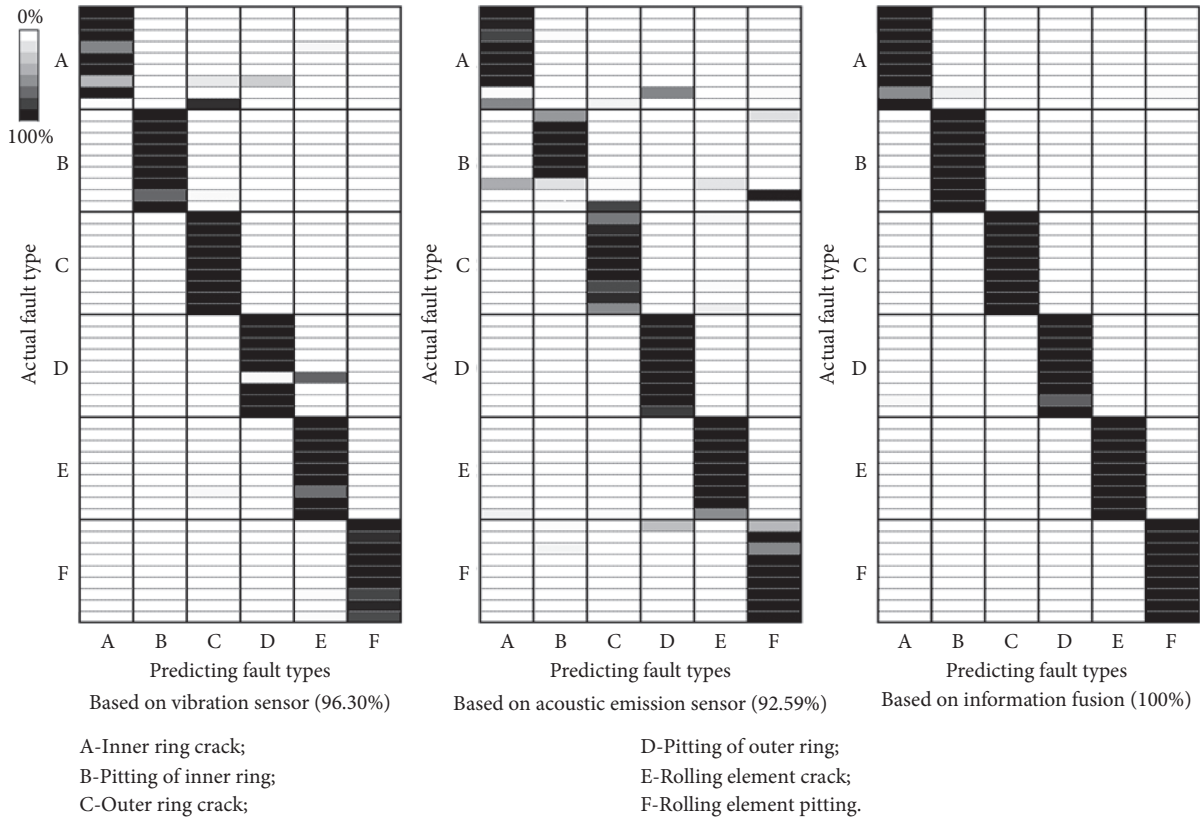 0%
100%
Actual fault type
A
B
C
D
E
F
A B C D E F
Predicting fault types
Based on vibration sensor (96.30%)
Actual fault type
A
B
C
D
E
F
A B C D E F
Predicting fault types
Based on acoustic emission sensor (92.59%)
Actual fault type
A
B
C
D
E
F
A B C D E F
Predicting fault types
Based on information fusion (100%)
A-Inner ring crack;
B-Pitting of inner ring;
C-Outer ring crack;
D-Pitting of outer ring;
E-Rolling element crack;
F-Rolling element pitting.